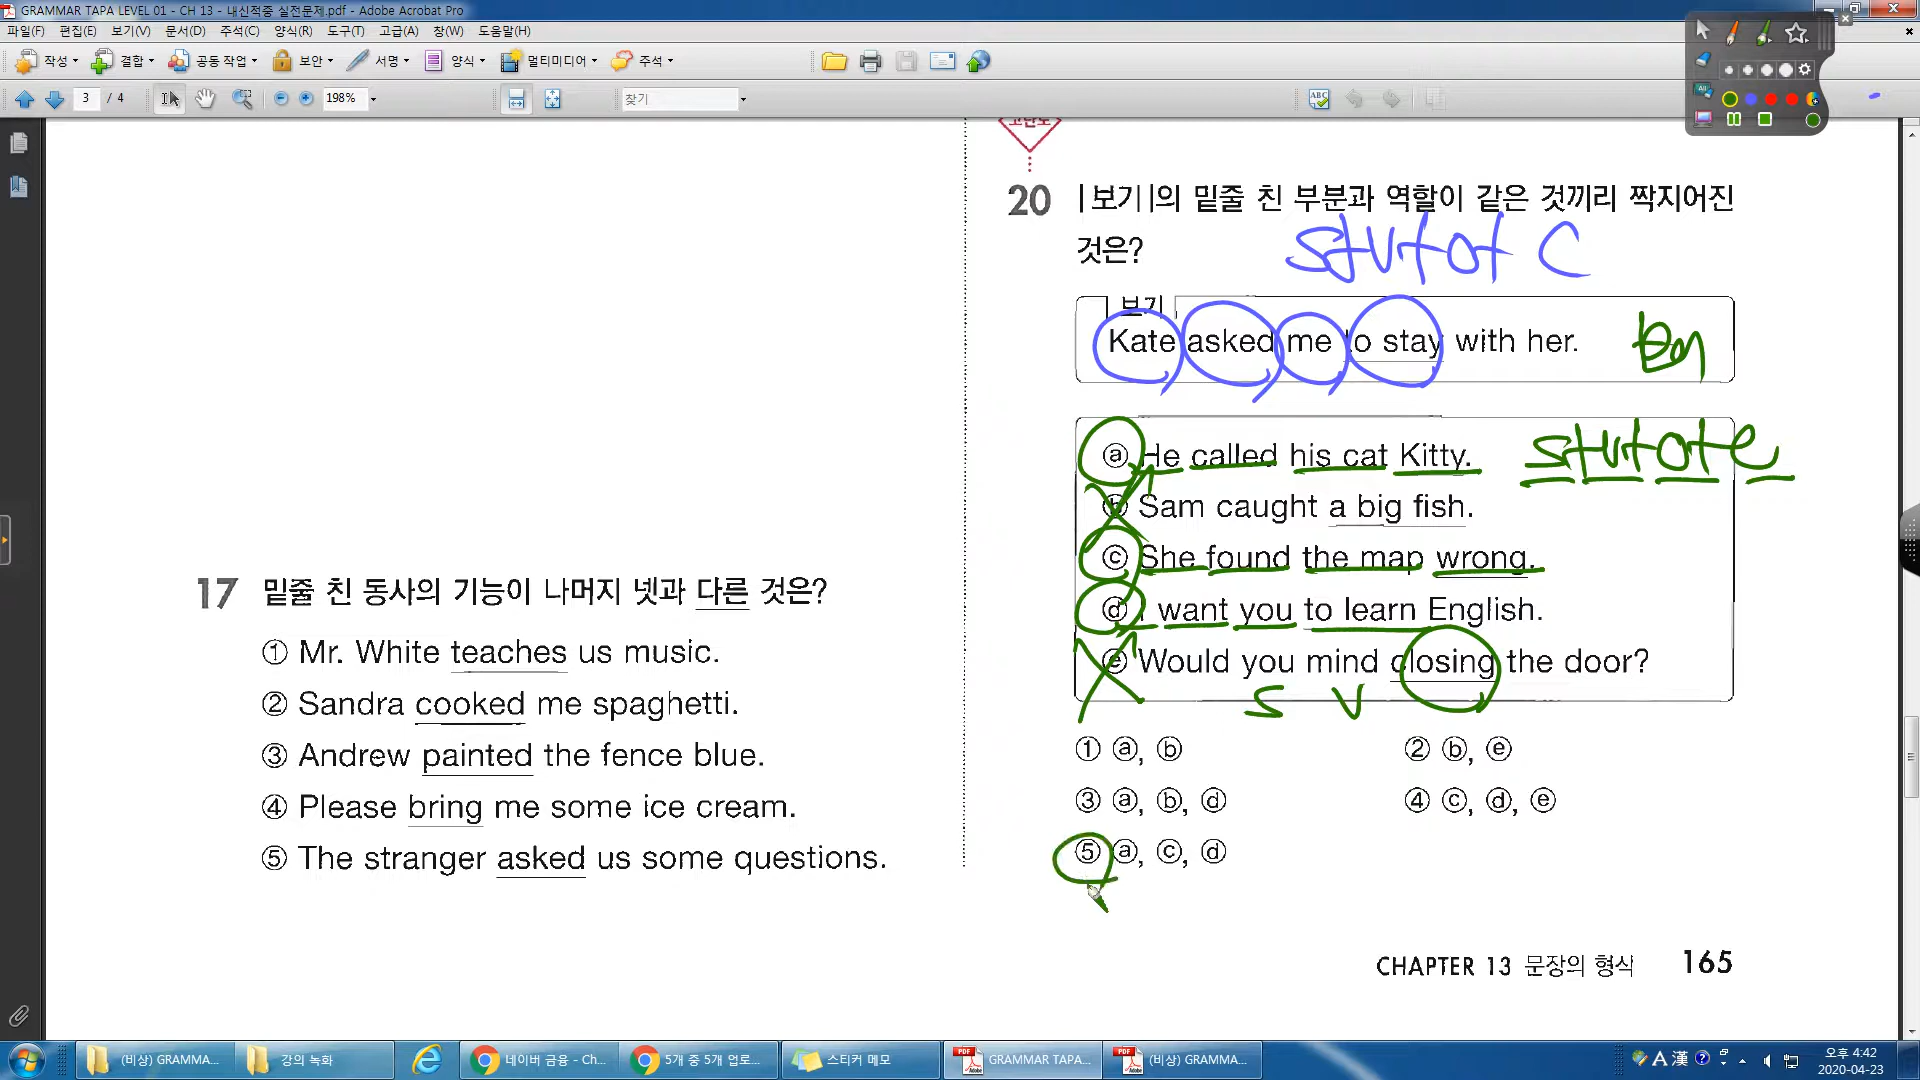 GRAMMAR TAPA LEVEL 01 - CH 13 - 내신적중 실전문제.pdf - Adobe Acrobat Pro
파일(F) 편집(E) 보기(V) 문서(D) 주석(C) 양식(R) 도구(T) 고급(A) 창(W) 도움말(H)
작성 결합 공동 작업 보안 서명 양식 멀티미디어 주석
3 / 4 198% 찾기
17 밑줄 친 동사의 기능이 나머지 넷과 다른 것은?
① Mr. White teaches us music.
② Sandra cooked me spaghetti.
③ Andrew painted the fence blue.
④ Please bring me some ice cream.
⑤ The stranger asked us some questions.
고난도
20 |보기|의 밑줄 친 부분과 역할이 같은 것끼리 짝지어진
것은?
S+V+O+ C
보기
Kate asked me to stay with her.
ⓐ He called his cat Kitty. S+V+O+C
ⓑ Sam caught a big fish.
ⓒ She found the map wrong.
ⓓ I want you to learn English.
ⓔ Would you mind closing the door?
S V
① ⓐ, ⓑ ② ⓑ, ⓔ
③ ⓐ, ⓑ, ⓓ ④ ⓒ, ⓓ, ⓔ
⑤ ⓐ, ⓒ, ⓓ
CHAPTER 13 문장의 형식 165
(비상) GRAMMA... 강의 녹화 네이버 금융 - Ch... 5개 중 5개 업로... 스티커 메모 GRAMMAR TAPA... (비상) GRAMMA...
A 漢 오후 4:42
2020-04-23